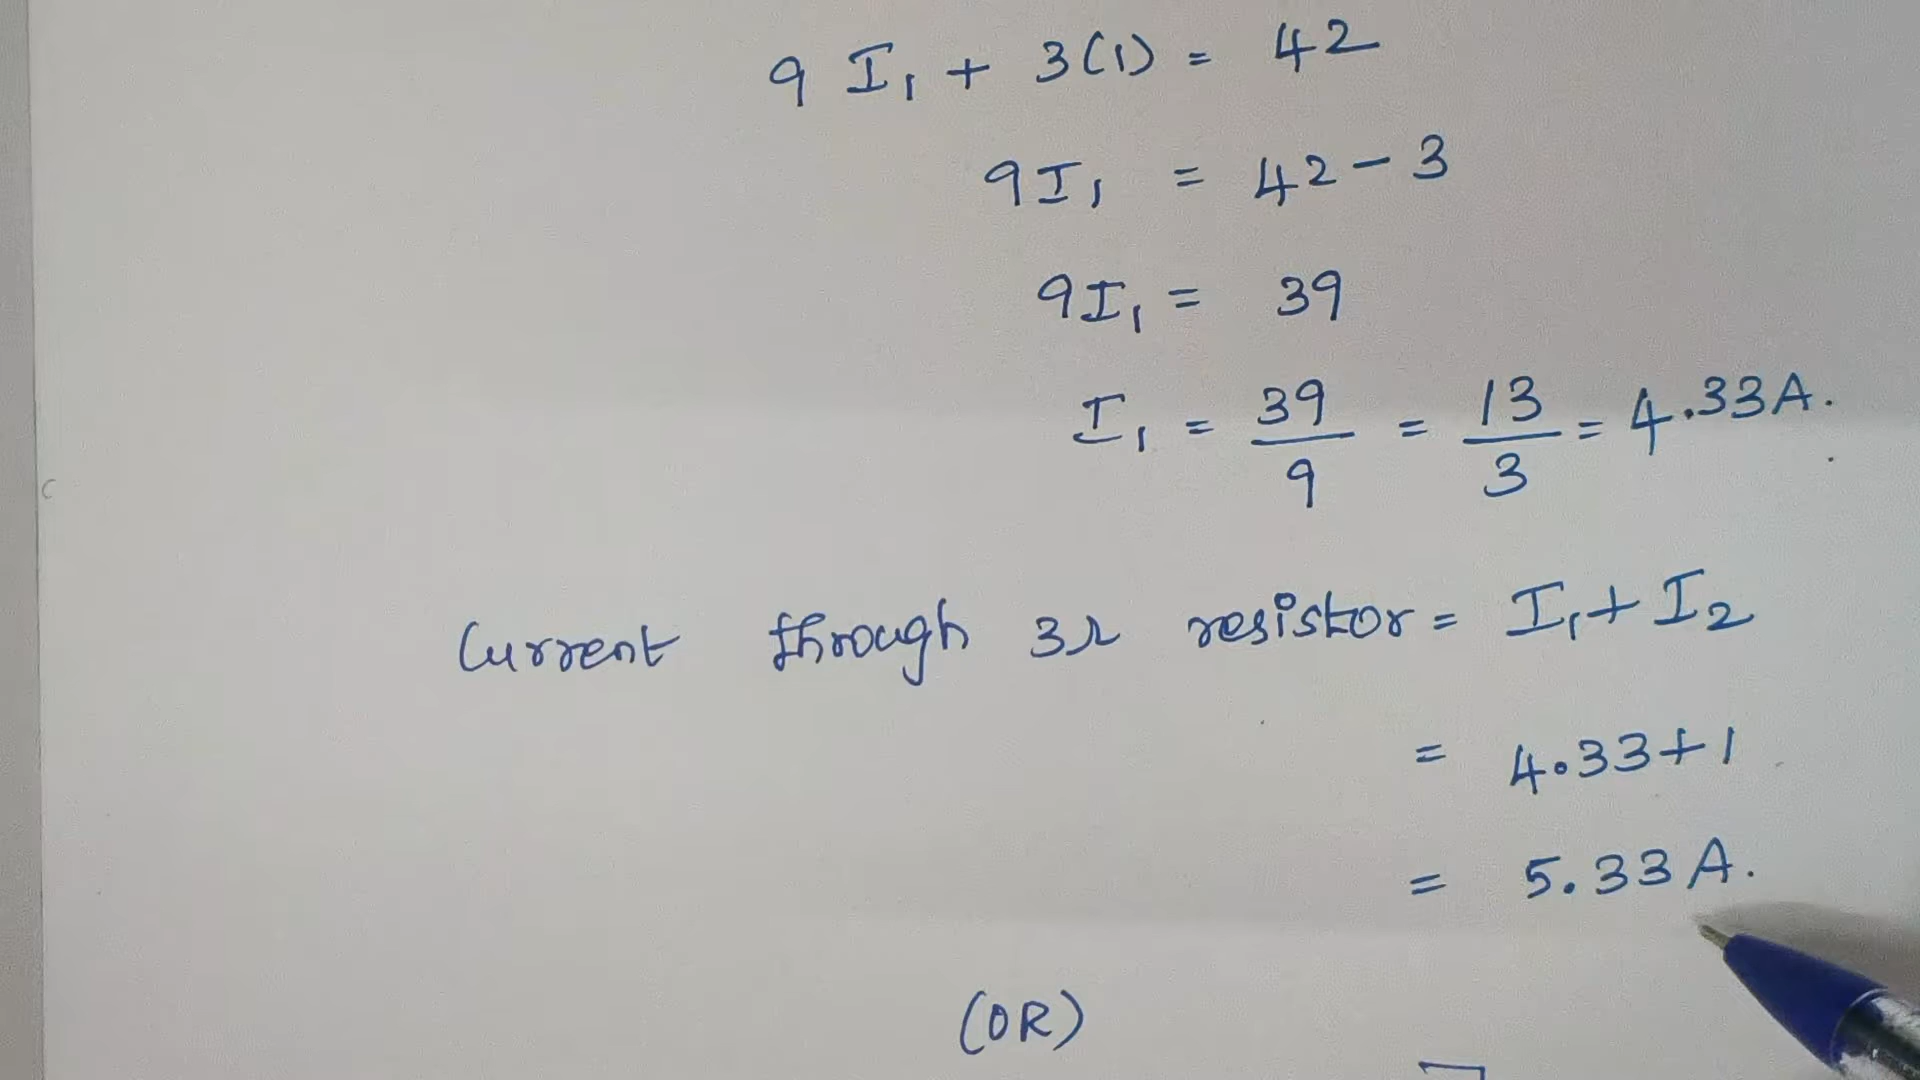 9 I₁ + 3(1) = 42
9I₁ = 42 - 3
9I₁ = 39
I₁ = 39/9 = 13/3 = 4.33A.
Current through 3Ω resistor = I₁ + I₂
= 4.33 + 1
= 5.33 A.
(OR)